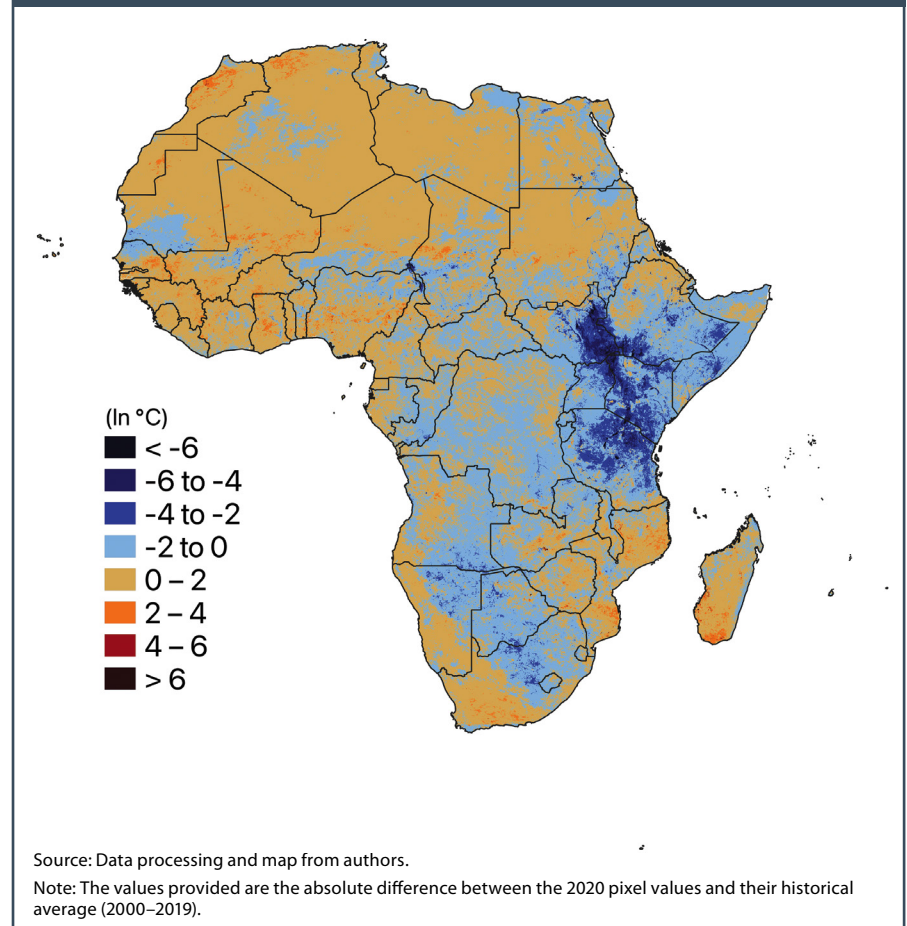 (In °C)
< -6
-6 to -4
-4 to -2
-2 to 0
0 – 2
2 – 4
4 – 6
> 6
Source: Data processing and map from authors.
Note: The values provided are the absolute difference between the 2020 pixel values and their historical
average (2000–2019).